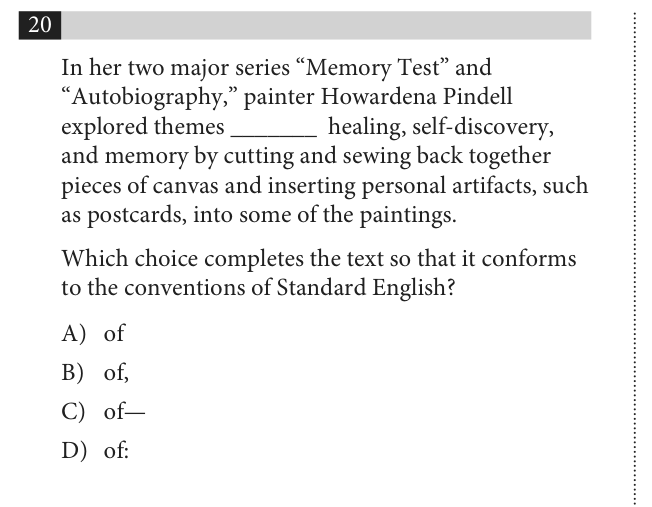 20
In her two major series “Memory Test” and
“Autobiography,” painter Howardena Pindell
explored themes _______ healing, self-discovery,
and memory by cutting and sewing back together
pieces of canvas and inserting personal artifacts, such
as postcards, into some of the paintings.
Which choice completes the text so that it conforms
to the conventions of Standard English?
A) of
B) of,
C) of—
D) of: